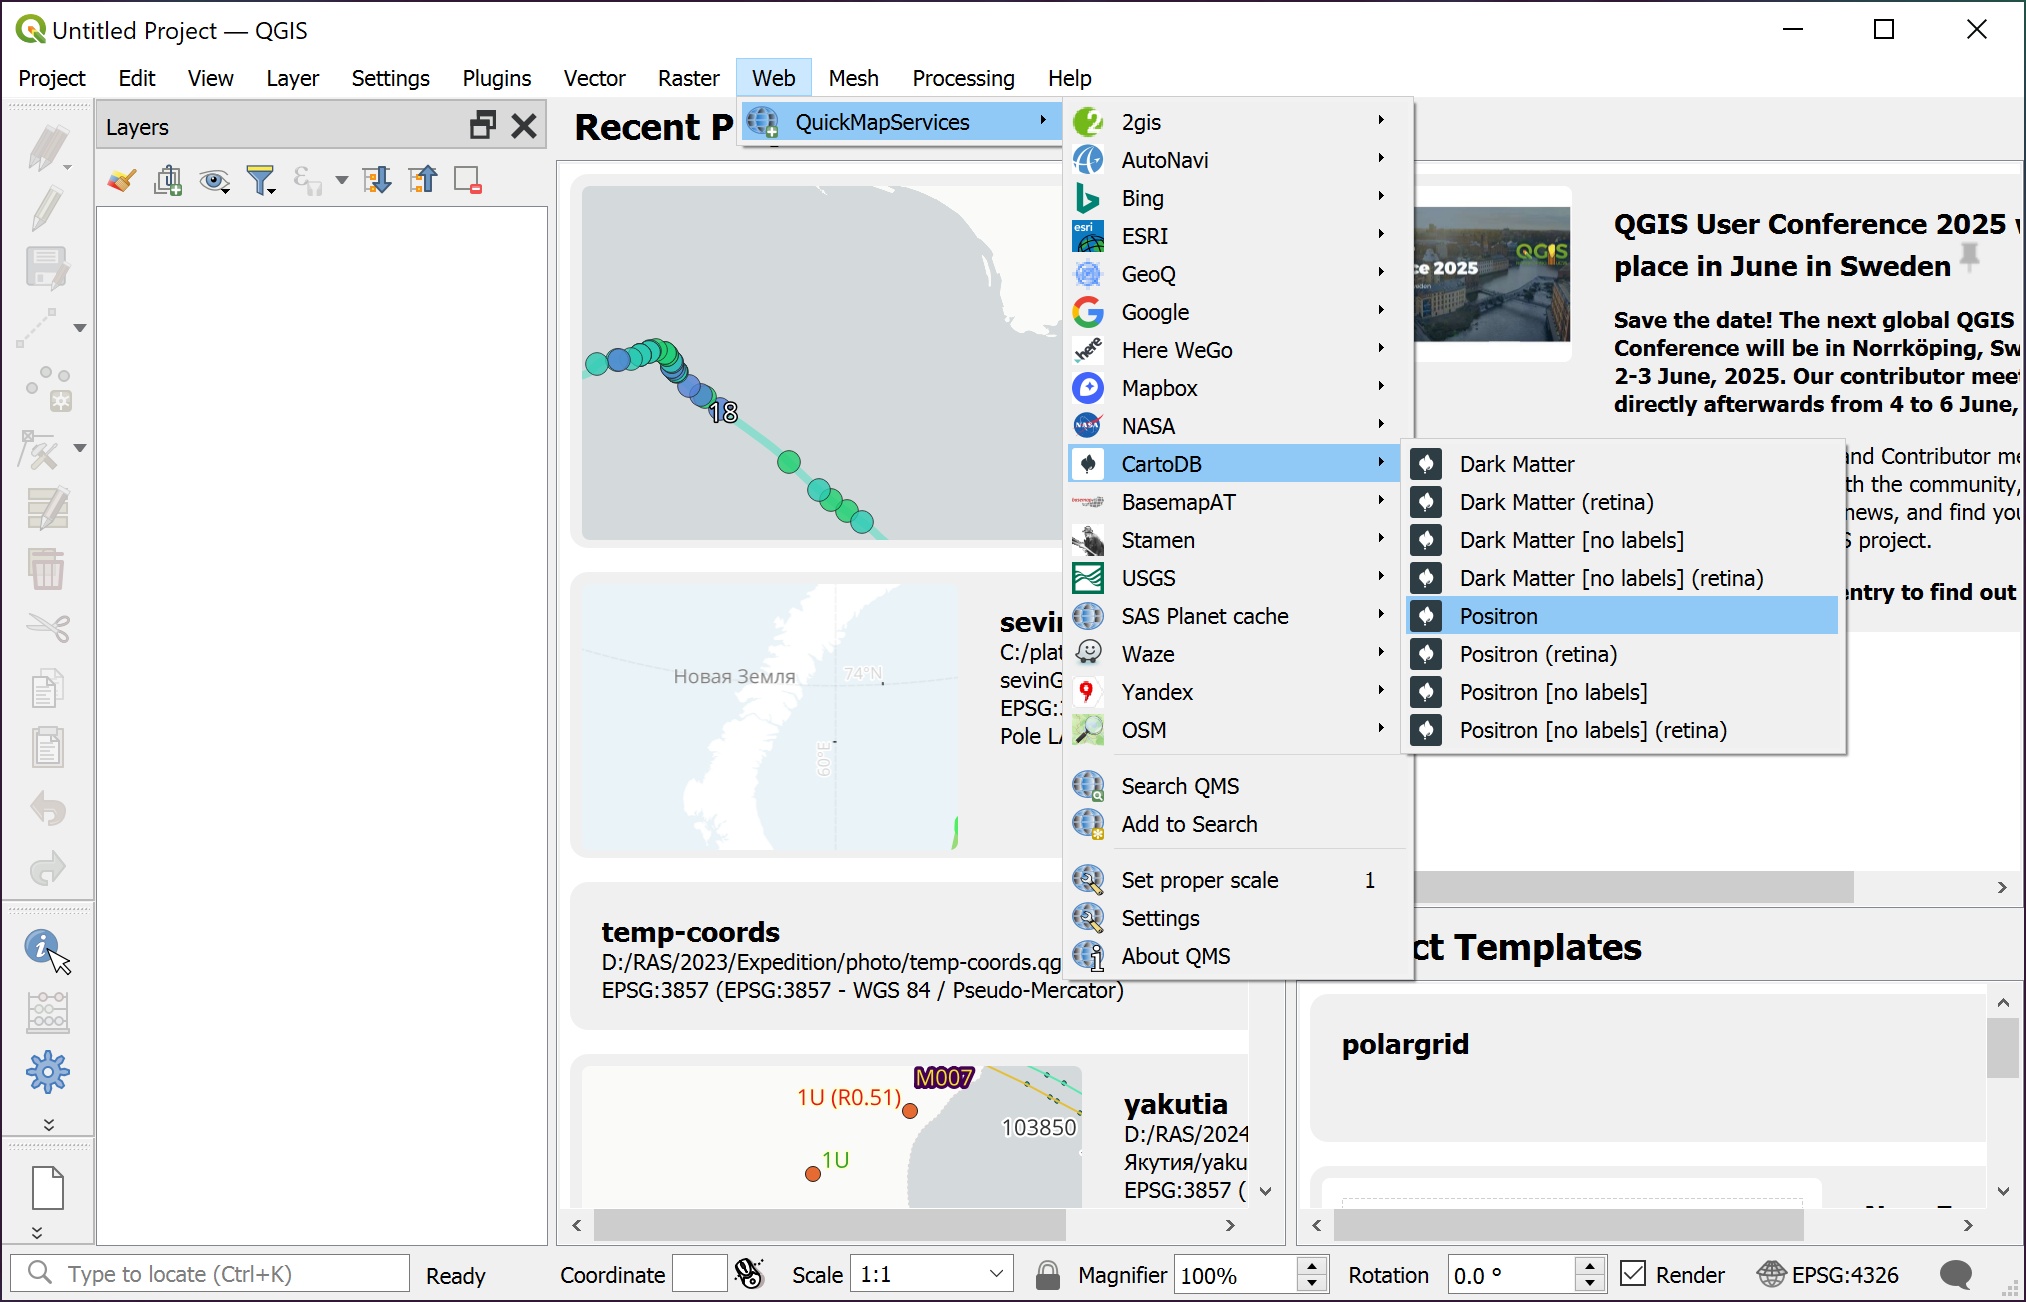 Untitled Project — QGIS
Project Edit View Layer Settings Plugins Vector Raster Web Mesh Processing Help
Layers
Recent P
QuickMapServices
2gis
AutoNavi
Bing
ESRI
GeoQ
Google
Here WeGo
Mapbox
NASA
CartoDB
BasemapAT
Stamen
USGS
SAS Planet cache
Waze
Yandex
OSM
Search QMS
Add to Search
Set proper scale 1
Settings
About QMS
Dark Matter
Dark Matter (retina)
Dark Matter [no labels]
Dark Matter [no labels] (retina)
Positron
Positron (retina)
Positron [no labels]
Positron [no labels] (retina)
18
Новая Земля
74°N
60°E
temp-coords
D:/RAS/2023/Expedition/photo/temp-coords.qg
EPSG:3857 (EPSG:3857 - WGS 84 / Pseudo-Mercator)
M007
1U (R0.51)
103850
1U
yakutia
D:/RAS/2024
Якутия/yaku
EPSG:3857 (
2025
QGIS
QGIS User Conference 2025
place in June in Sweden
Save the date! The next global QGIS
Conference will be in Norrköping, Sw
2-3 June, 2025. Our contributor mee
directly afterwards from 4 to 6 June,
and Contributor me
th the community,
news, and find you
S project.
entry to find out
sevin
C:/plat
sevinG
EPSG:
Pole LA
ct Templates
polargrid
Type to locate (Ctrl+K) Ready Coordinate Scale 1:1 Magnifier 100% Rotation 0.0 ° Render EPSG:4326